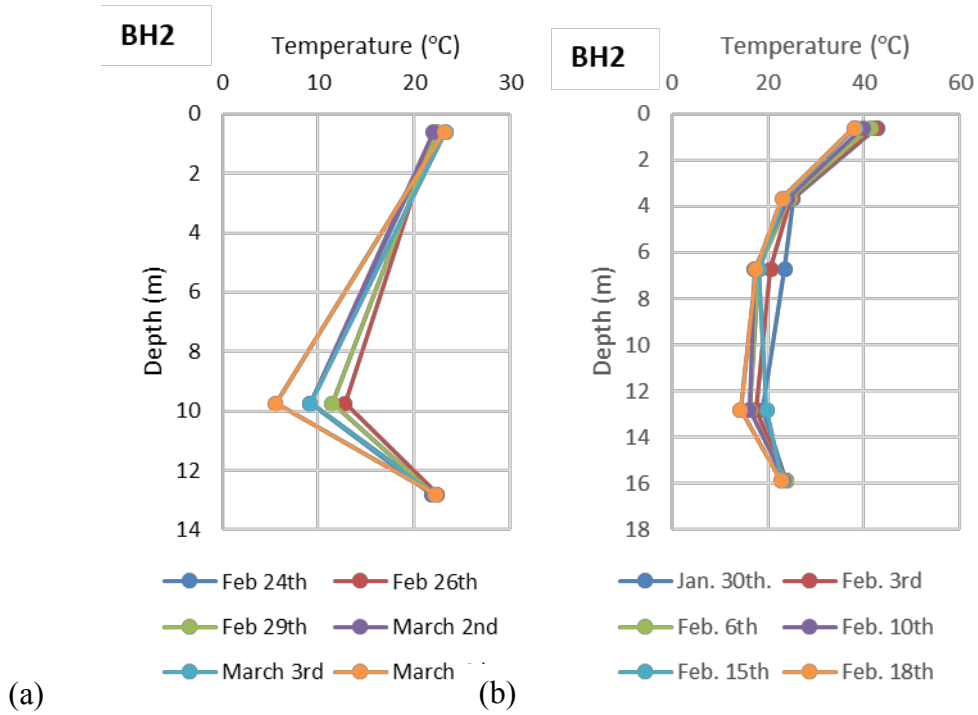 BH2
Temperature (°C)
0 10 20 30
0
2
4
6
8
10
12
14
Depth (m)
Feb 24th Feb 26th
Feb 29th March 2nd
March 3rd March
(a)
BH2
Temperature (°C)
0 20 40 60
0
2
4
6
8
10
12
14
16
18
Depth (m)
Jan. 30th. Feb. 3rd
Feb. 6th Feb. 10th
Feb. 15th Feb. 18th
(b)